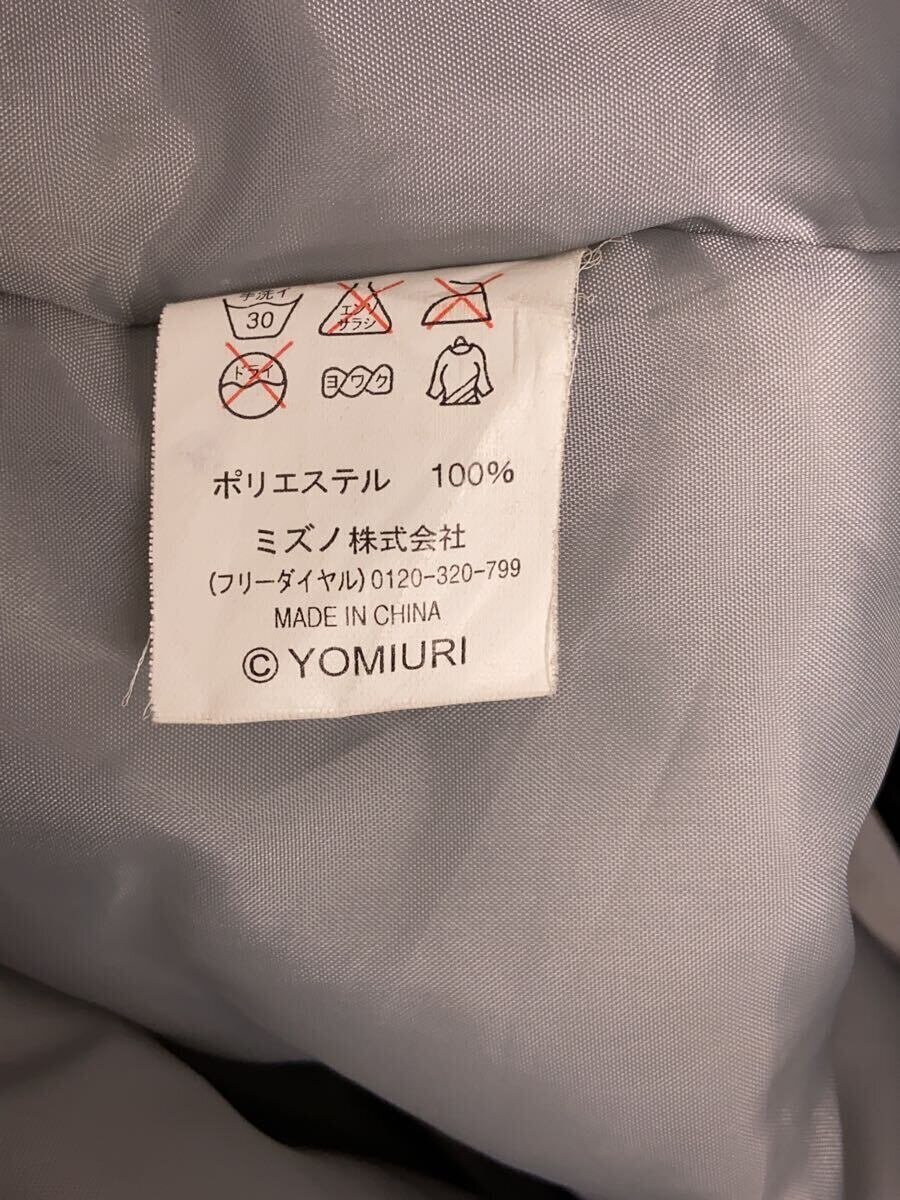 手洗イ
30
エンソ
サラシ
ドライ
ヨワク
ポリエステル 100%
ミズノ株式会社
(フリーダイヤル)0120-320-799
MADE IN CHINA
© YOMIURI